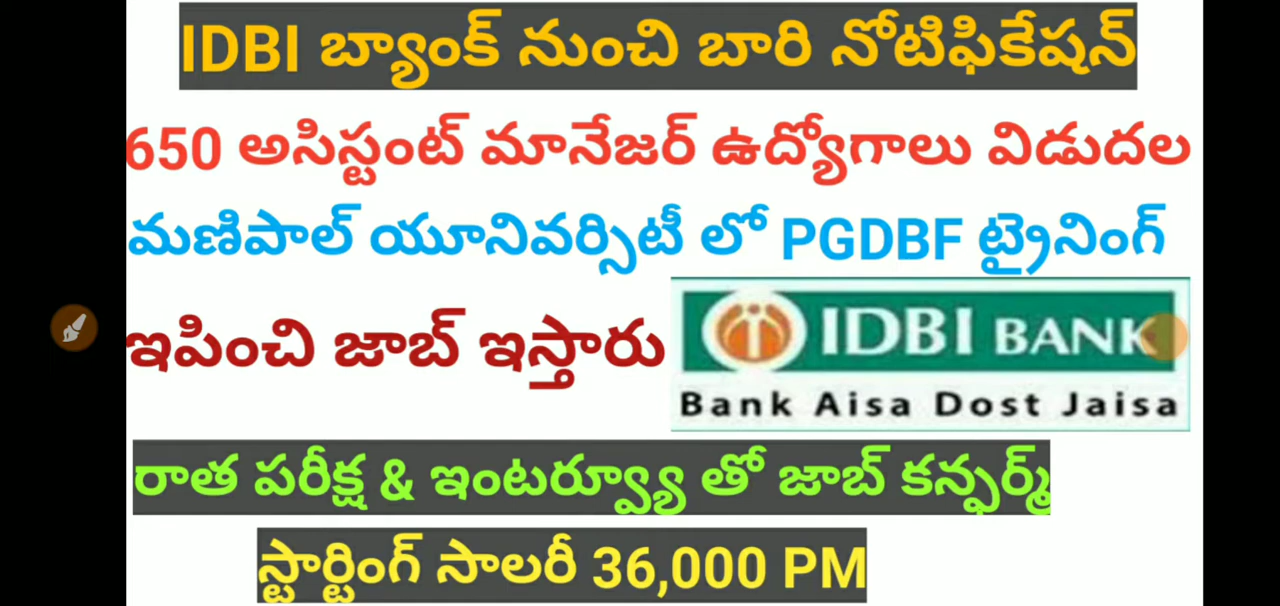 IDBI బ్యాంక్ నుంచి బారి నోటిఫికేషన్
650 అసిస్టంట్ మానేజర్ ఉద్యోగాలు విడుదల
మణిపాల్ యూనివర్సిటీ లో PGDBF ట్రైనింగ్
ఇపించి జాబ్ ఇస్తారు
IDBI BANK
Bank Aisa Dost Jaisa
రాత పరీక్ష & ఇంటర్వ్యూ తో జాబ్ కన్ఫర్మ్
స్టార్టింగ్ సాలరీ 36,000 PM